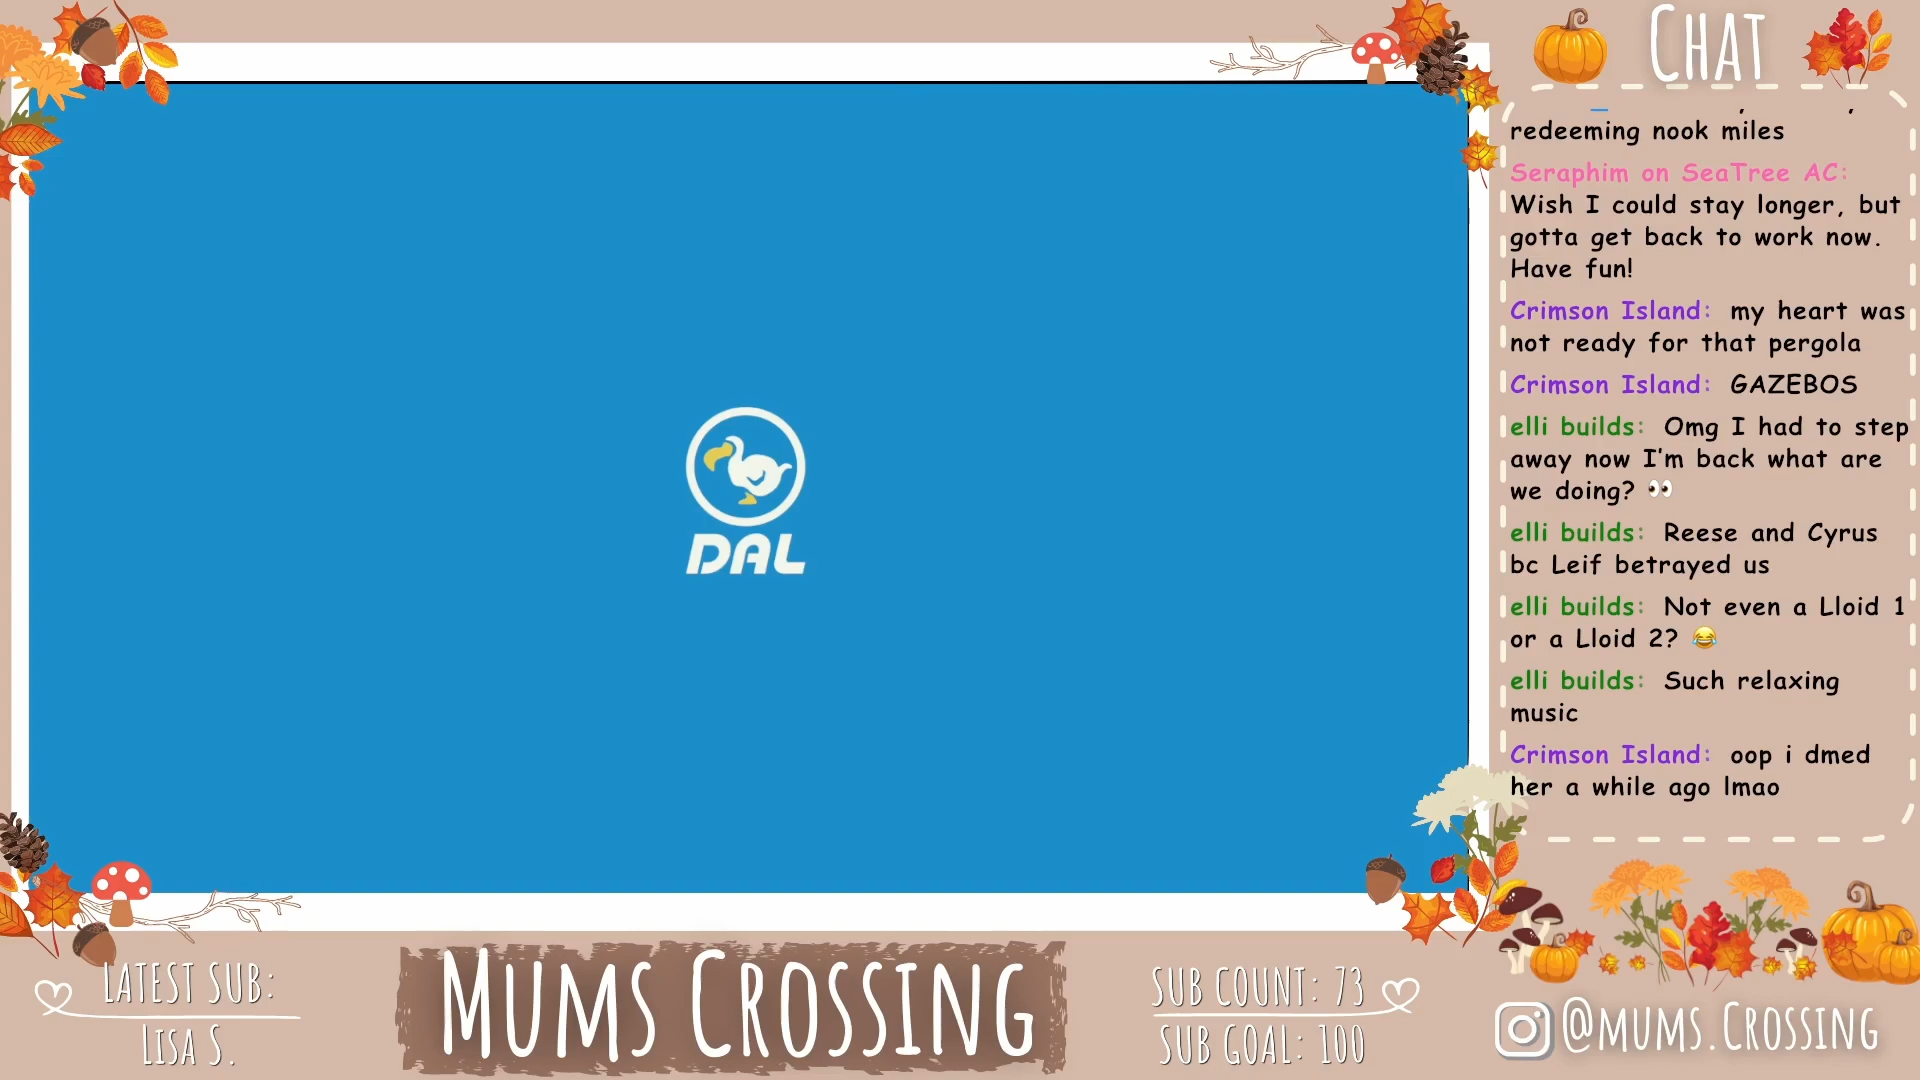 CHAT
redeeming nook miles
Seraphim on SeaTree AC:
Wish I could stay longer, but
gotta get back to work now.
Have fun!
Crimson Island: my heart was
not ready for that pergola
Crimson Island: GAZEBOS
elli builds: Omg I had to step
away now I'm back what are
we doing? 👀
elli builds: Reese and Cyrus
bc Leif betrayed us
elli builds: Not even a Lloid 1
or a Lloid 2? 😂
elli builds: Such relaxing
music
Crimson Island: oop i dmed
her a while ago lmao
DAL
LATEST SUB:
LISA S.
MUMS CROSSING
SUB COUNT: 73
SUB GOAL: 100
@MUMS.CROSSING